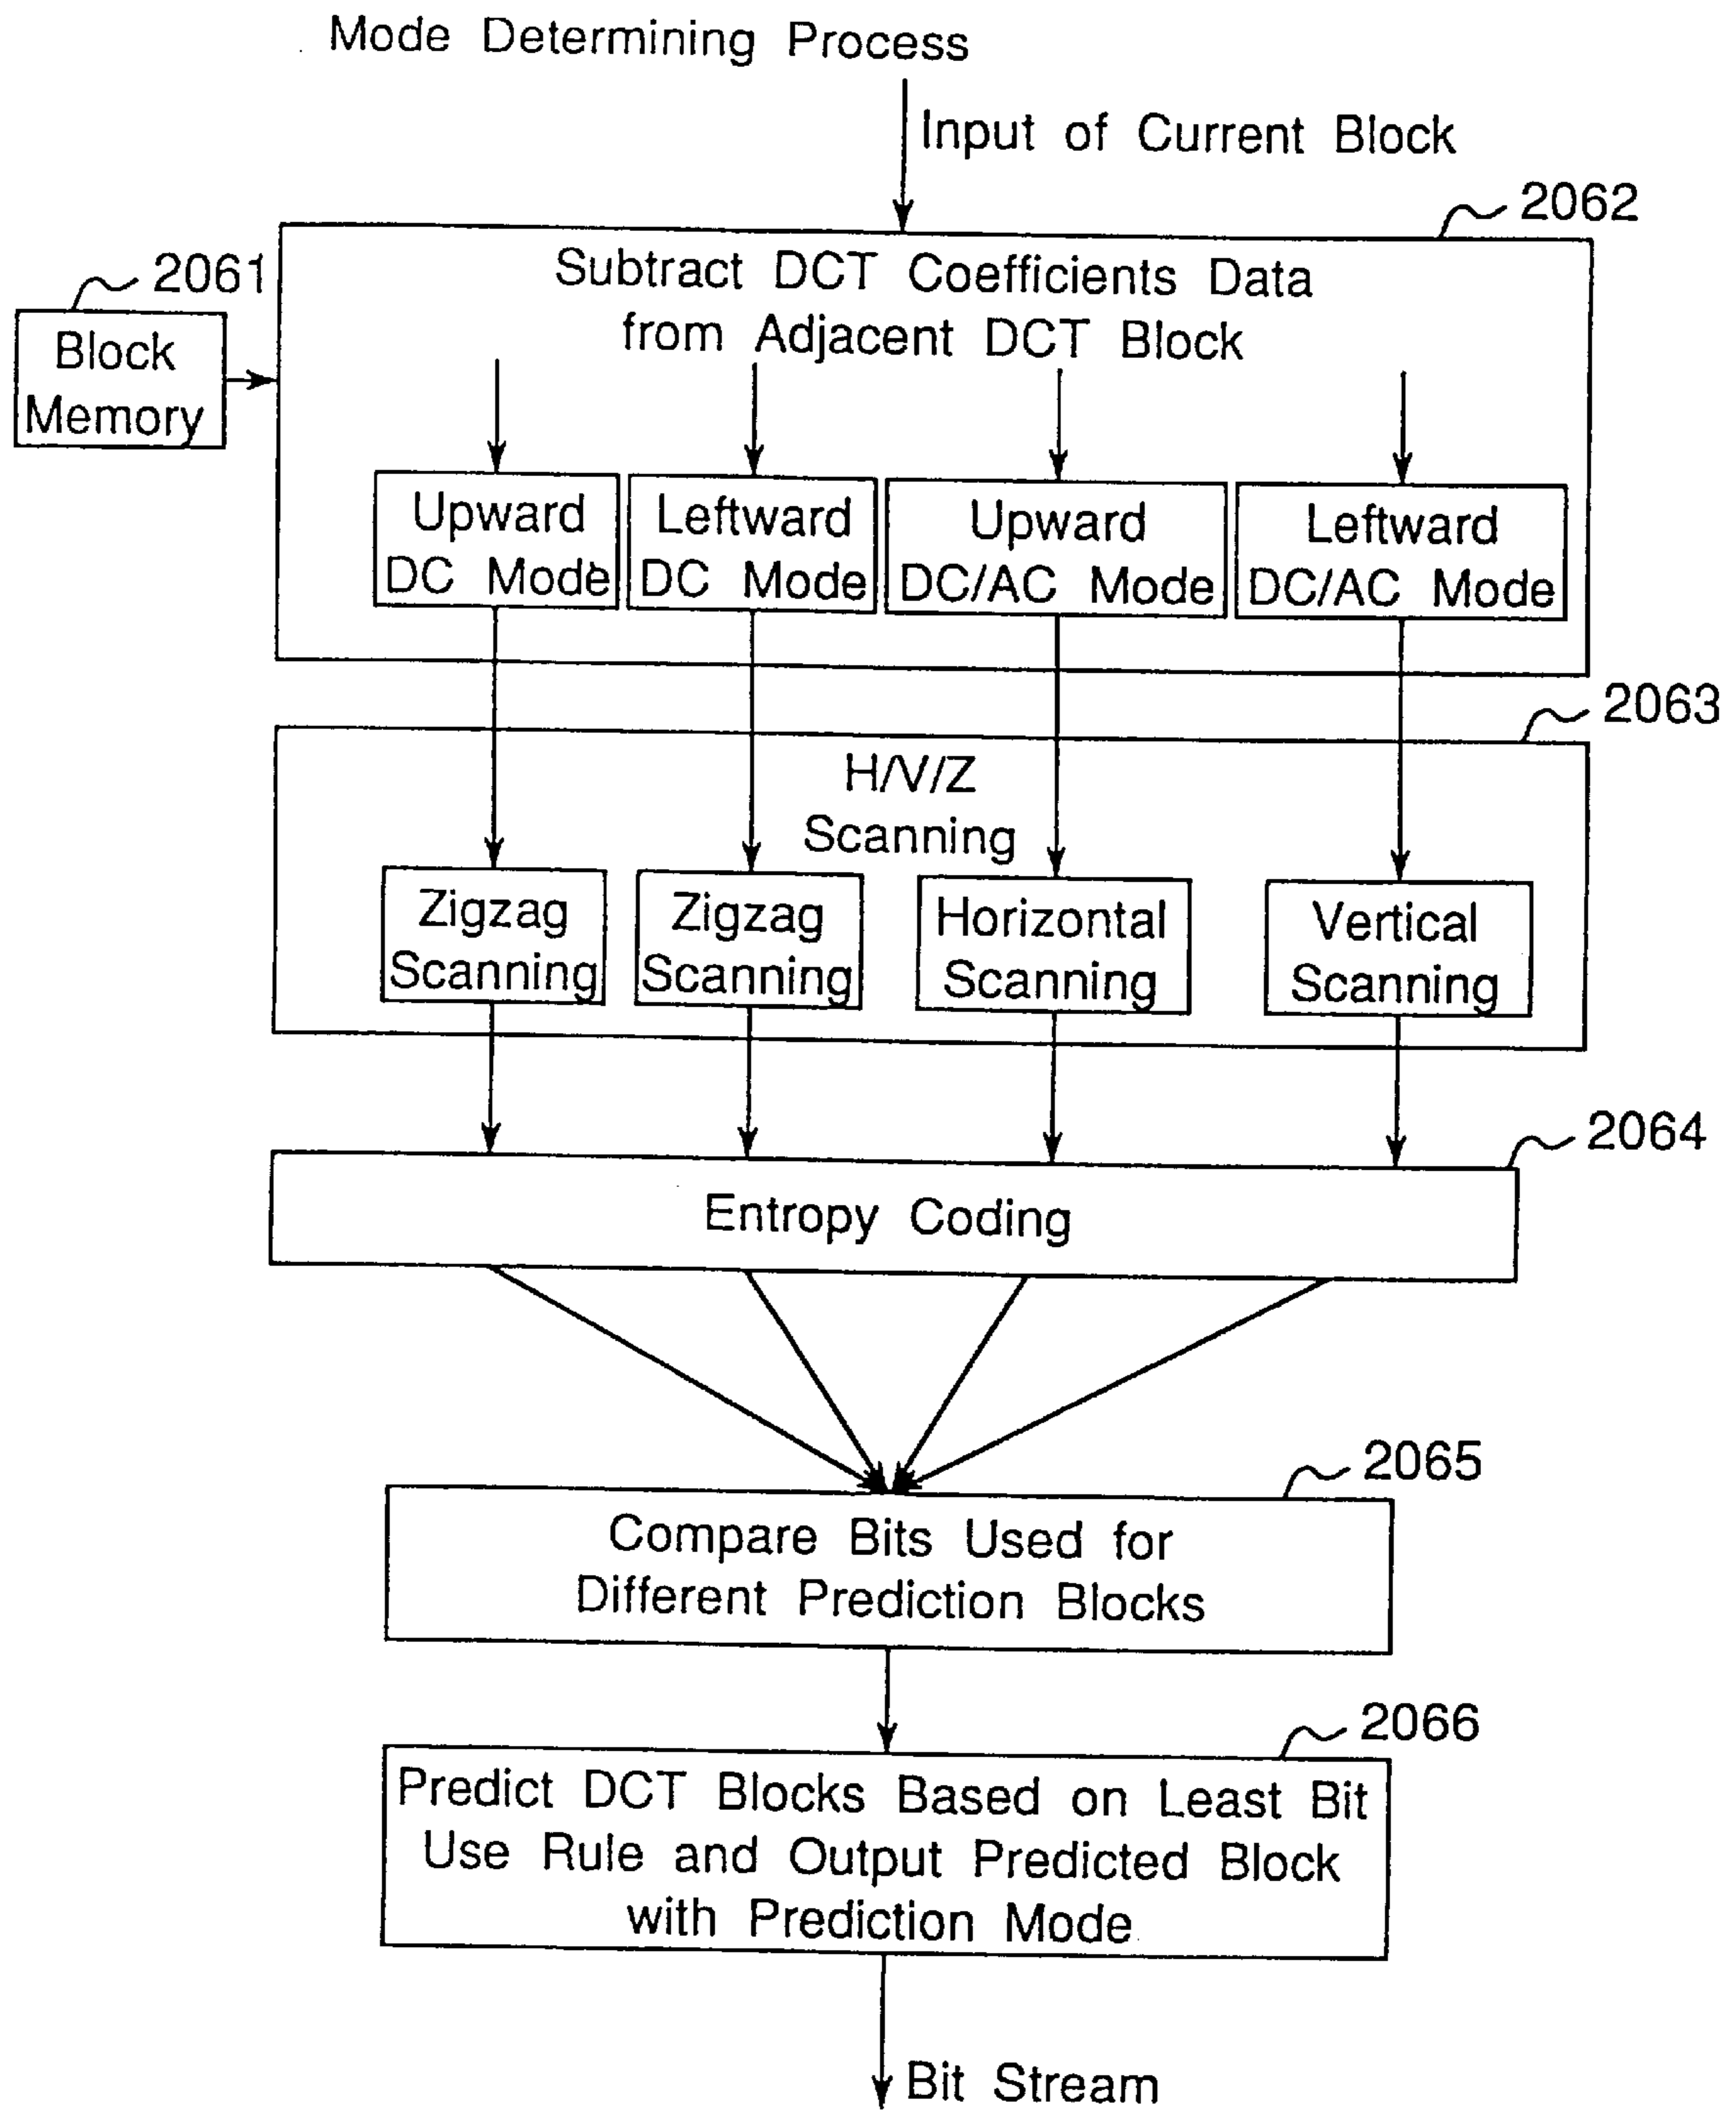 Mode Determining Process
Input of Current Block
2062
2061
Subtract DCT Coefficients Data
from Adjacent DCT Block
Block
Memory
Upward
DC Mode
Leftward
DC Mode
Upward
DC/AC Mode
Leftward
DC/AC Mode
2063
H/V/Z
Scanning
Zigzag
Scanning
Zigzag
Scanning
Horizontal
Scanning
Vertical
Scanning
2064
Entropy Coding
2065
Compare Bits Used for
Different Prediction Blocks
2066
Predict DCT Blocks Based on Least Bit
Use Rule and Output Predicted Block
with Prediction Mode
Bit Stream